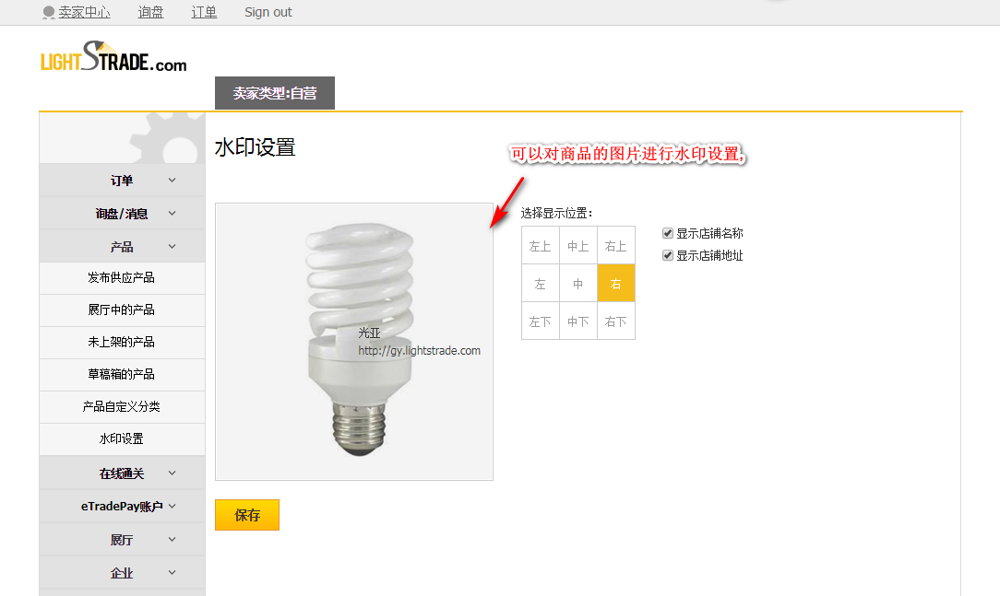 卖家中心 询盘 订单 Sign out
LIGHTSTRADE.com
卖家类型:自营
水印设置
可以对商品的图片进行水印设置,
订单
询盘/消息
产品
发布供应产品
展厅中的产品
未上架的产品
草稿箱的产品
产品自定义分类
水印设置
在线通关
eTradePay账户
展厅
企业
光亚
http://gy.lightstrade.com
选择显示位置:
左上 中上 右上
左 中 右
左下 中下 右下
显示店铺名称
显示店铺地址
保存